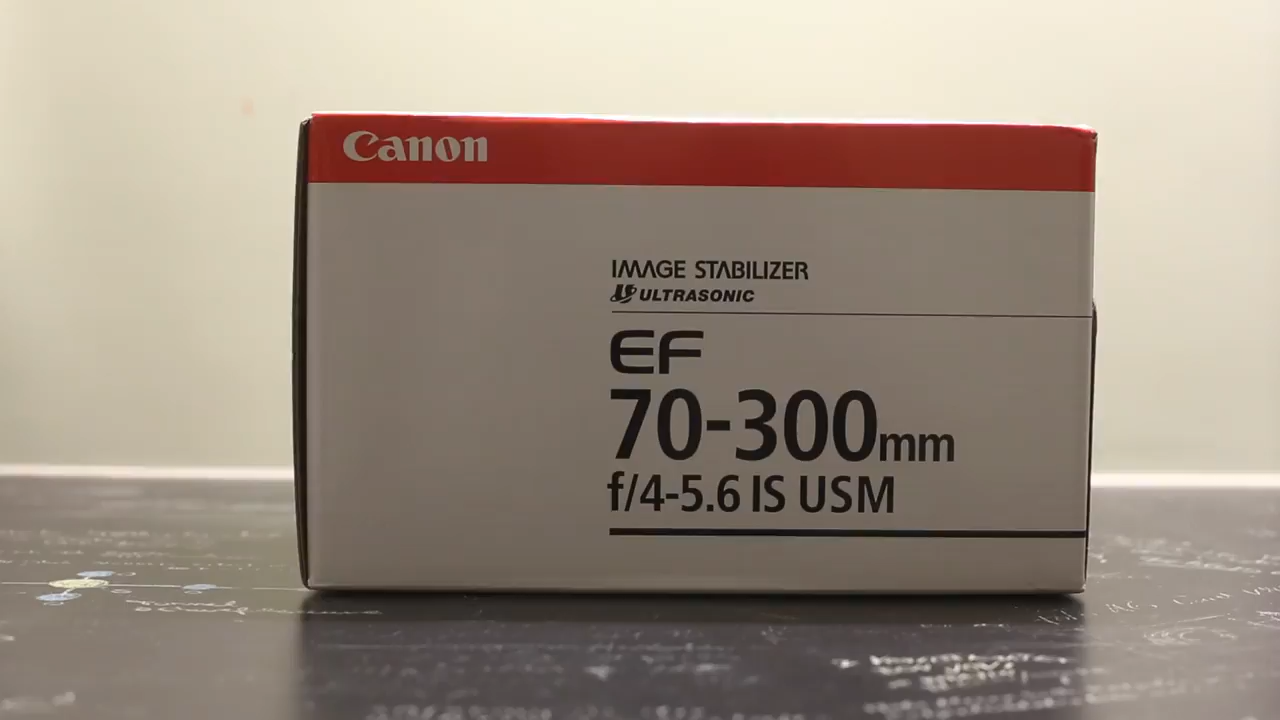 Canon
IMAGE STABILIZER
ULTRASONIC
EF
70-300mm
f/4-5.6 IS USM